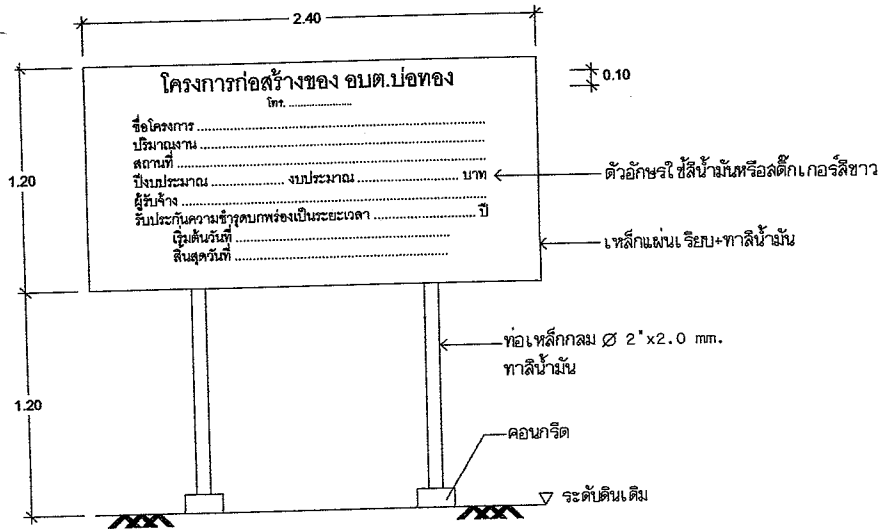 2.40
โครงการก่อสร้างของ อบต.บ่อทอง
โทร. ....................
0.10
ชื่อโครงการ ............................................................
ปริมาณงาน ............................................................
สถานที่ ............................................................
1.20
ปีงบประมาณ .................. งบประมาณ .......................... บาท
ตัวอักษรใช้สีน้ำมันหรือสติ๊กเกอร์สีขาว
ผู้รับจ้าง ............................................................
รับประกันความชำรุดบกพร่องเป็นระยะเวลา .......................... ปี
เริ่มต้นวันที่ ..................................................
สิ้นสุดวันที่ ..................................................
เหล็กแผ่นเรียบ+ทาสีน้ำมัน
ท่อเหล็กกลม Ø 2"x2.0 mm.
ทาสีน้ำมัน
1.20
คอนกรีต
ระดับดินเดิม